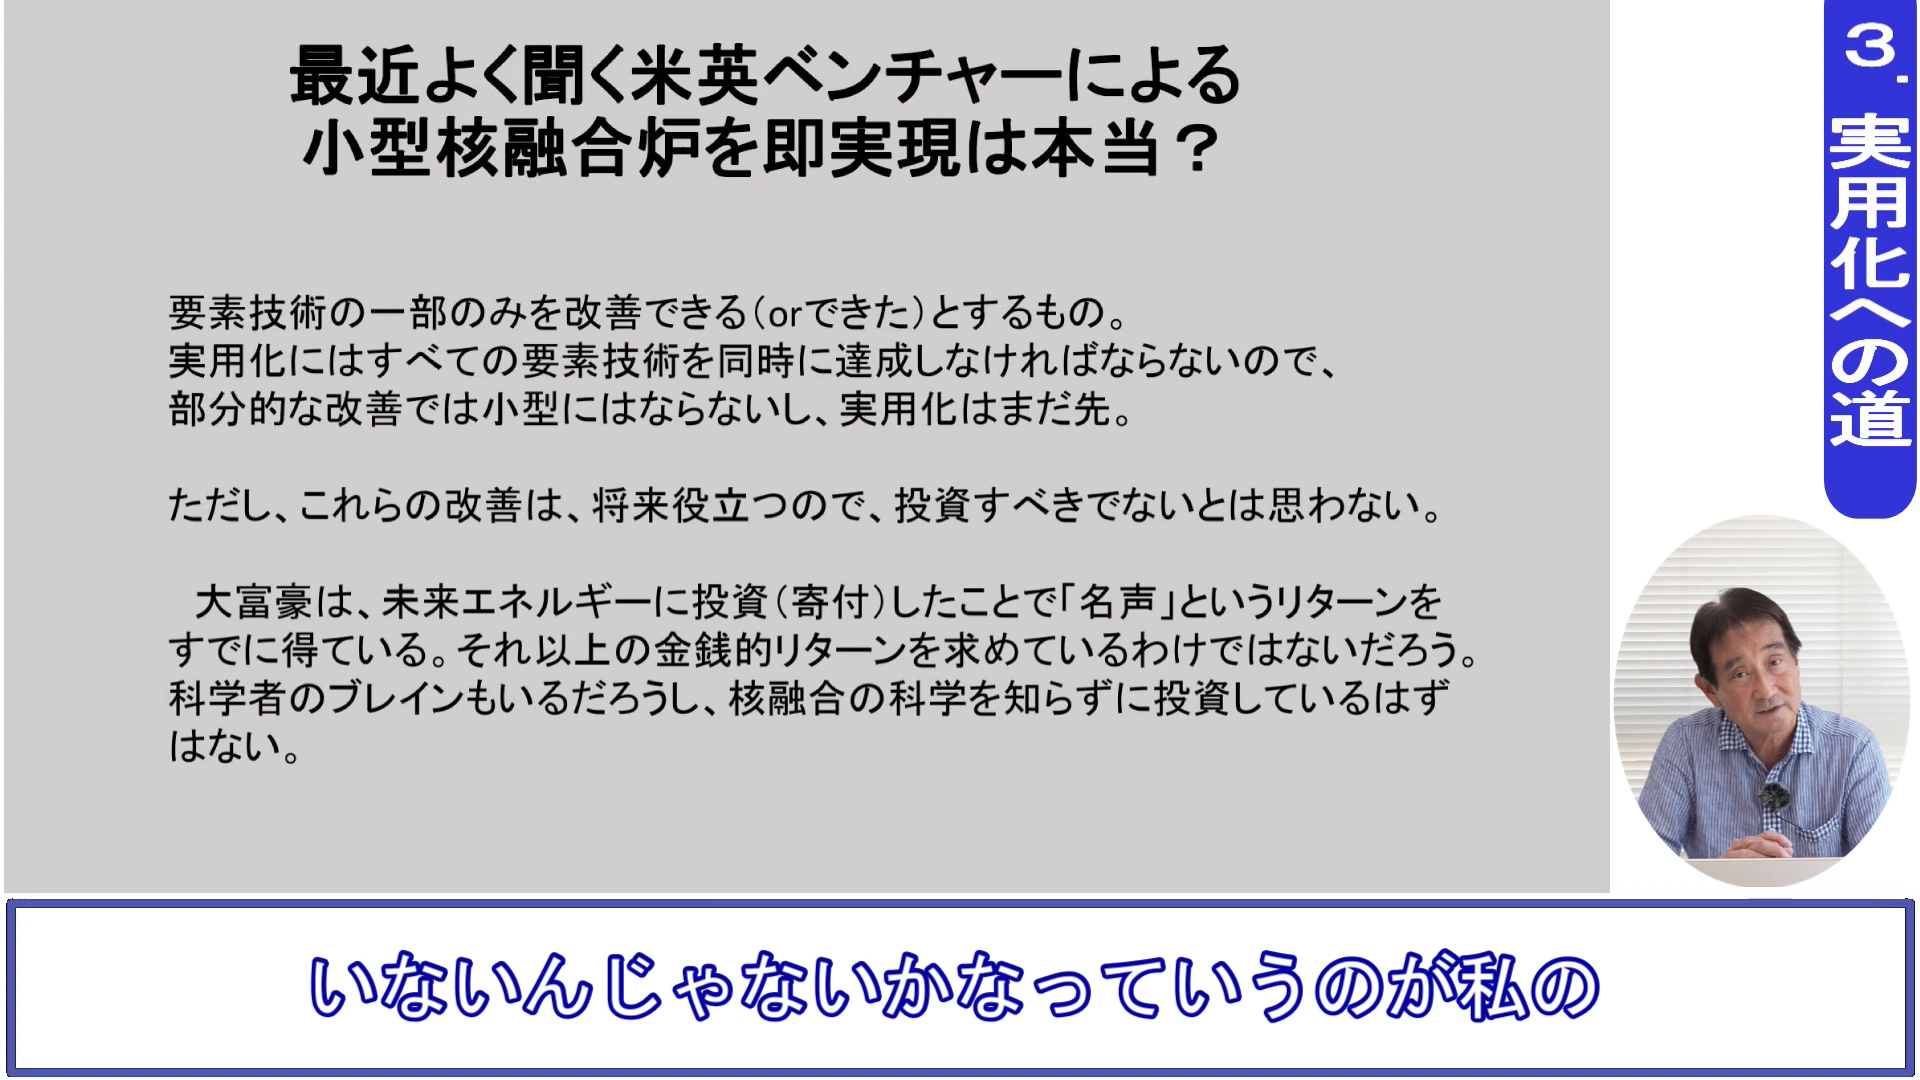 最近よく聞く米英ベンチャーによる
小型核融合炉を即実現は本当？
要素技術の一部のみを改善できる（orできた）とするもの。
実用化にはすべての要素技術を同時に達成しなければならないので、
部分的な改善では小型にはならないし、実用化はまだ先。
ただし、これらの改善は、将来役立つので、投資すべきでないとは思わない。
大富豪は、未来エネルギーに投資（寄付）したことで「名声」というリターンを
すでに得ている。それ以上の金銭的リターンを求めているわけではないだろう。
科学者のブレインもいるだろうし、核融合の科学を知らずに投資しているはず
はない。
3. 実用化への道
いないんじゃないかなっていうのが私の